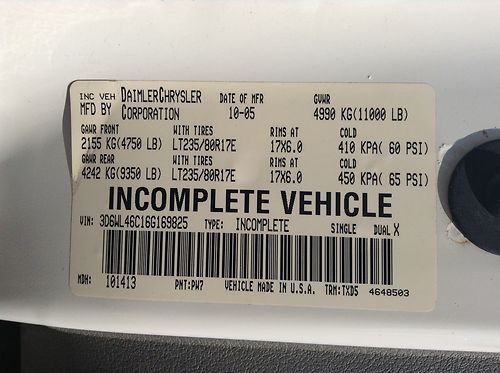 INC VEH DAIMLERCHRYSLER DATE OF MFR GVWR
MFD BY CORPORATION 10-05 4990 KG(11000 LB)
GAWR FRONT WITH TIRES RIMS AT COLD
2155 KG(4750 LB) LT235/80R17E 17X6.0 410 KPA( 60 PSI)
GAWR REAR WITH TIRES RIMS AT COLD
4242 KG(9350 LB) LT235/80R17E 17X6.0 450 KPA( 65 PSI)
INCOMPLETE VEHICLE
VIN: 3D6WL46C16G169825 TYPE: INCOMPLETE SINGLE DUAL X
MDH: 101413 PNT:PW7 VEHICLE MADE IN U.S.A. TRM:TXD5 4648503